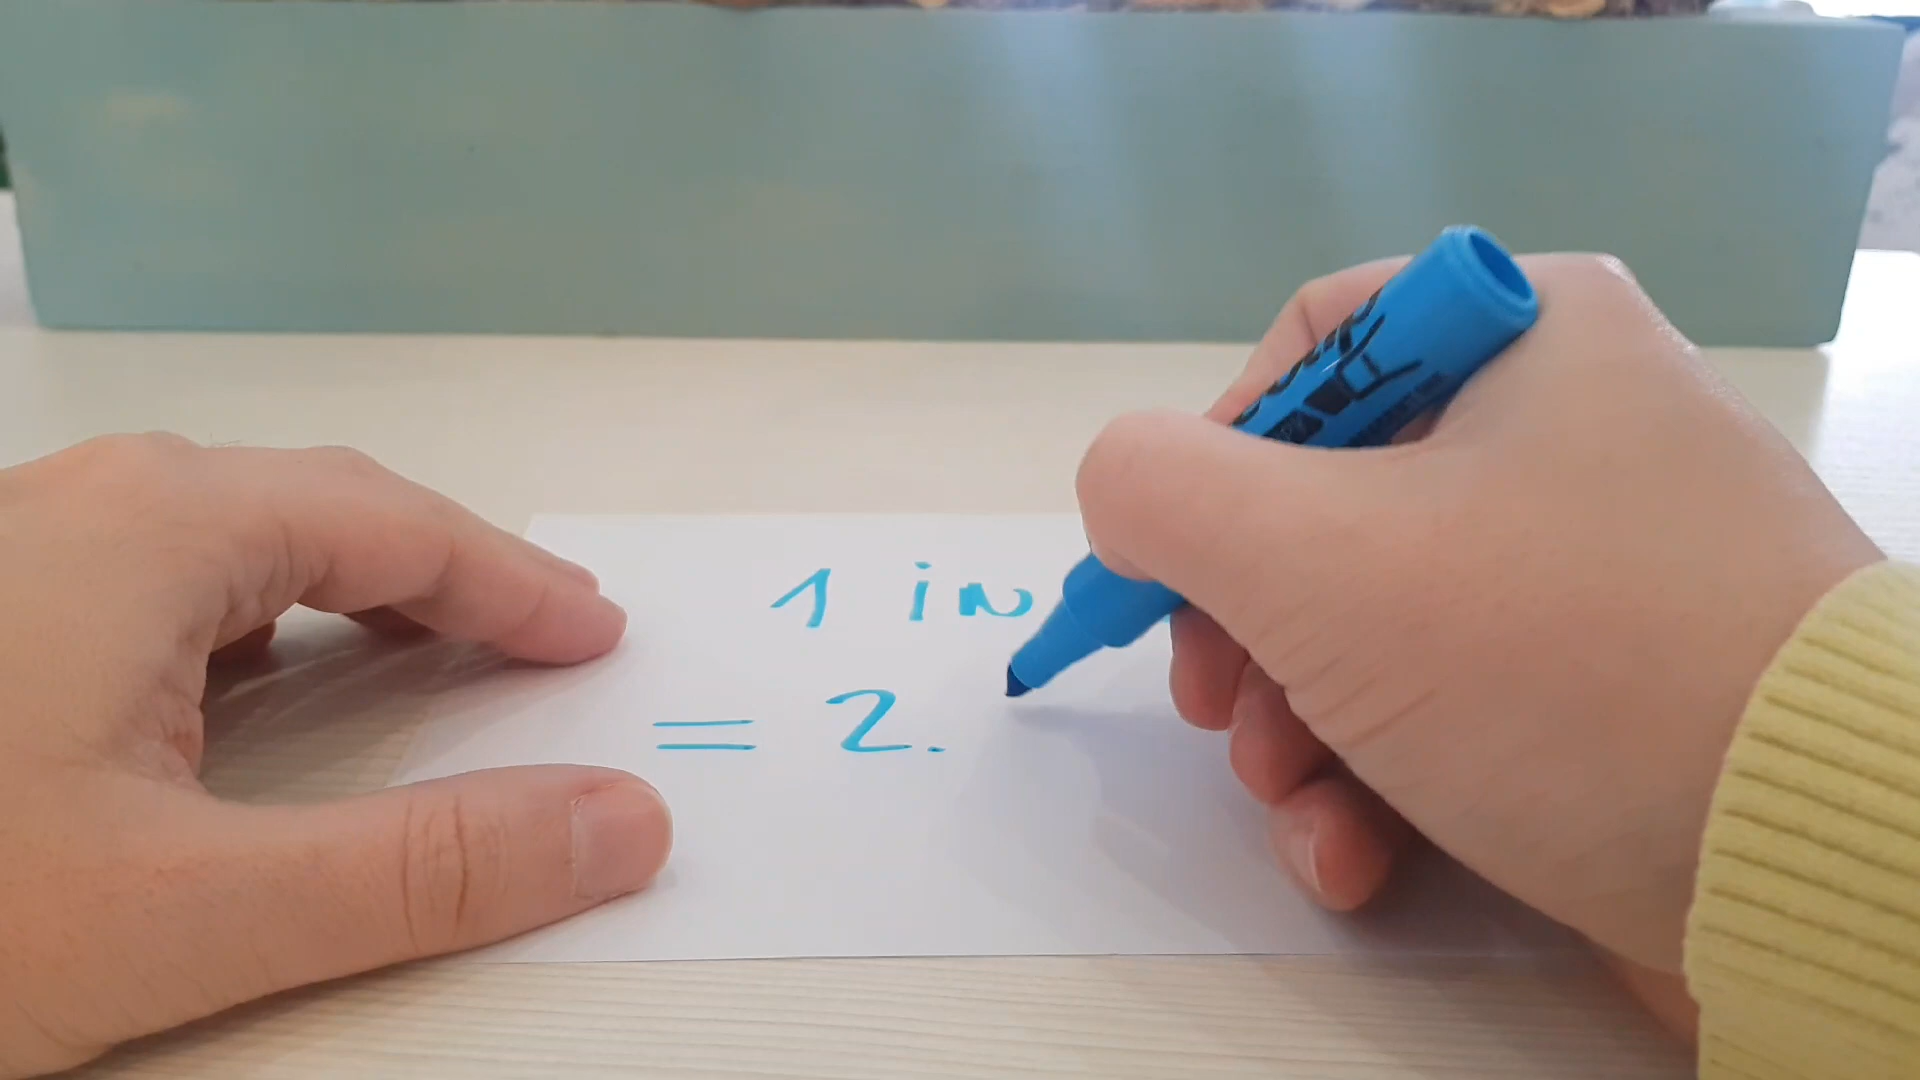 1 in
= 2.